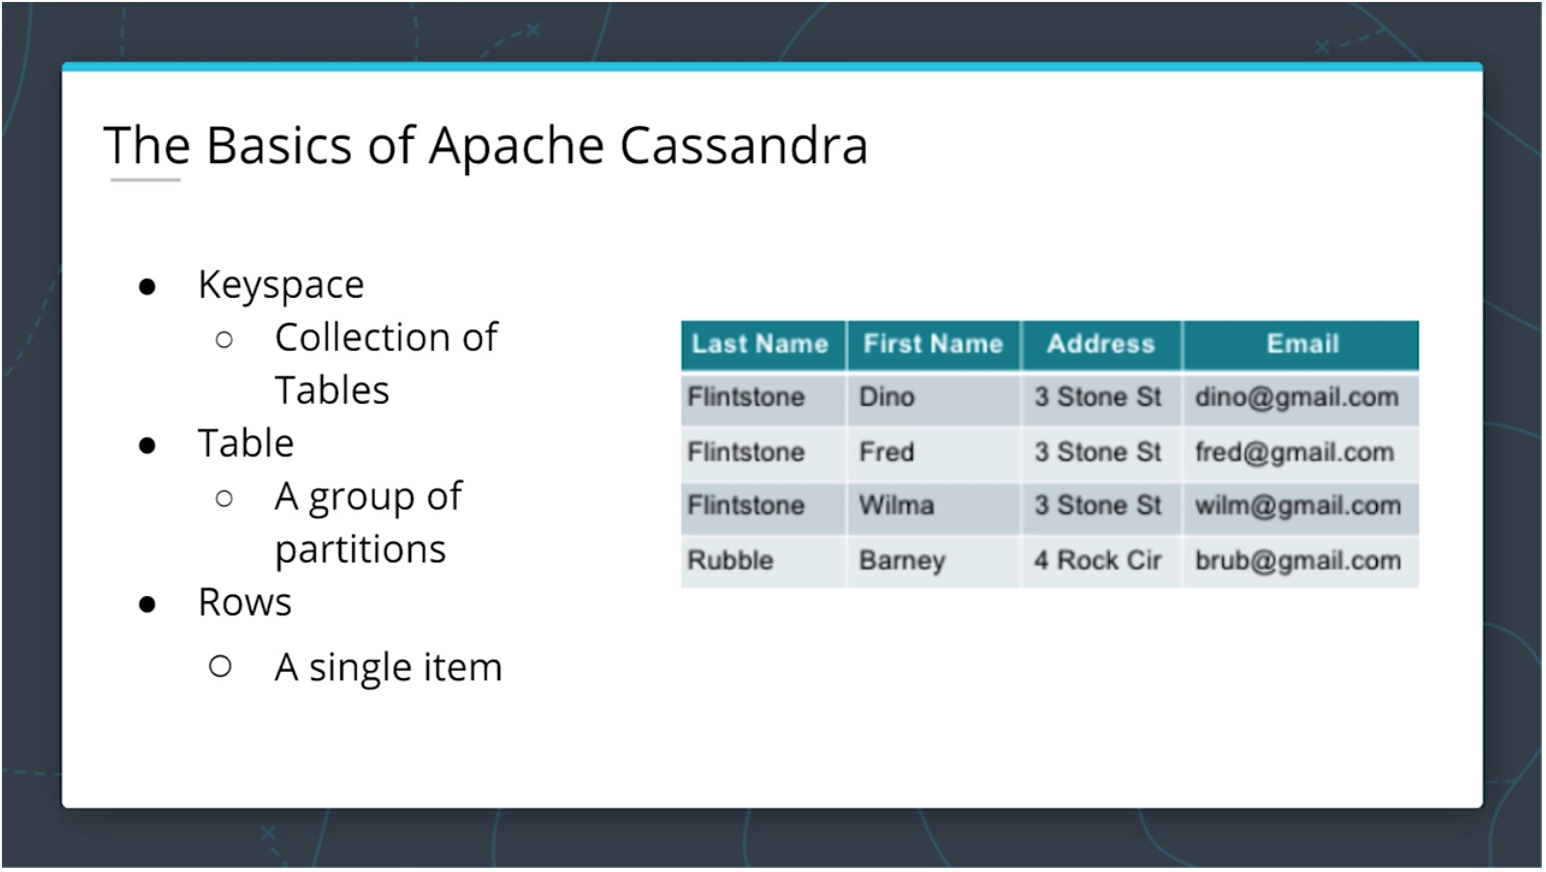 The Basics of Apache Cassandra
● Keyspace
○ Collection of
Tables
● Table
○ A group of
partitions
● Rows
○ A single item
Last Name First Name Address Email
Flintstone Dino 3 Stone St dino@gmail.com
Flintstone Fred 3 Stone St fred@gmail.com
Flintstone Wilma 3 Stone St wilm@gmail.com
Rubble Barney 4 Rock Cir brub@gmail.com